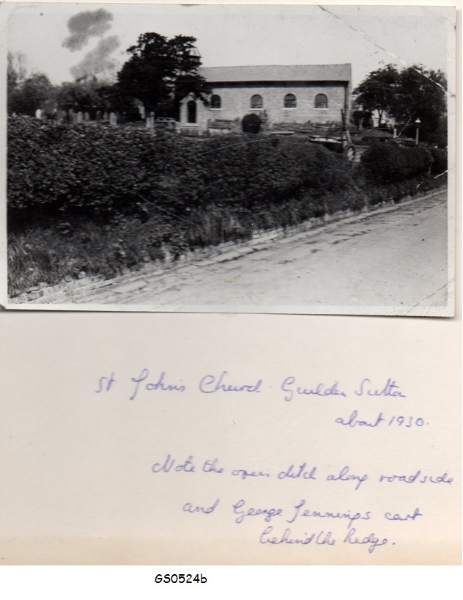 St John's Church Guilden Sutton
about 1930.
Note the open ditch along roadside
and George Jennings cart
behind the hedge.
GS0524b